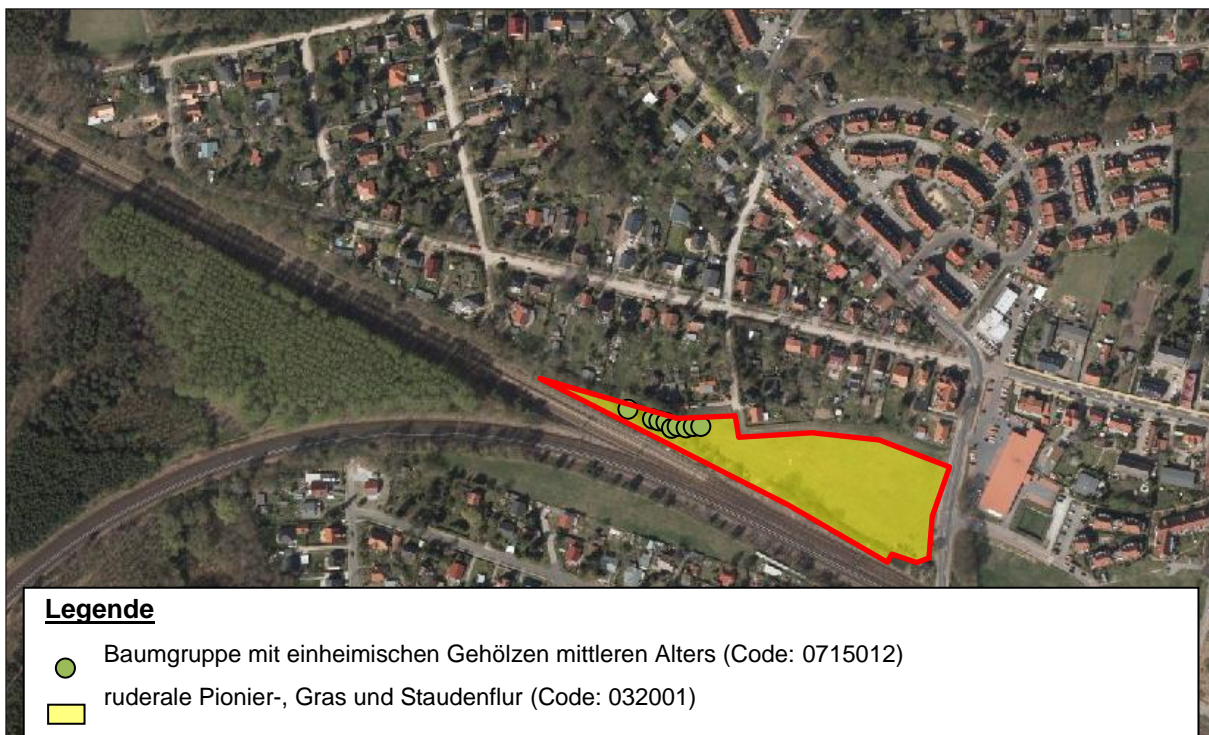 Legende
Baumgruppe mit einheimischen Gehölzen mittleren Alters (Code: 0715012)
ruderale Pionier-, Gras und Staudenflur (Code: 032001)